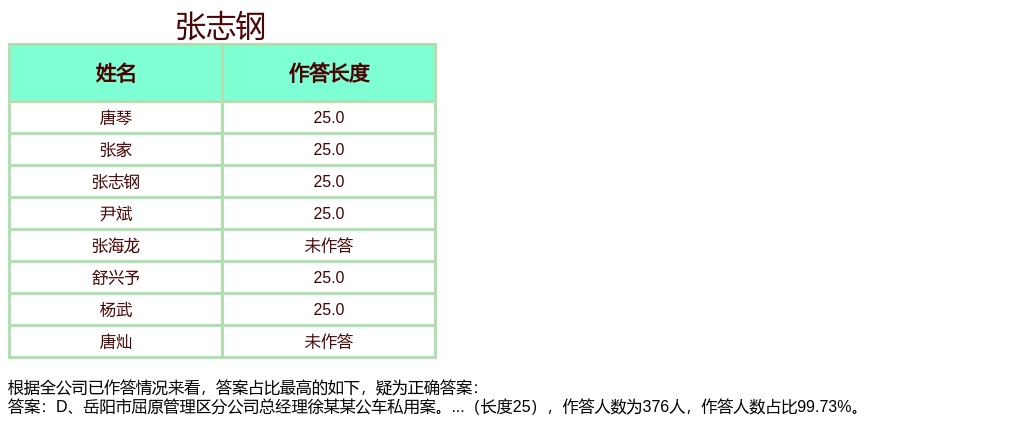 张志钢
姓名 作答长度
唐琴 25.0
张家 25.0
张志钢 25.0
尹斌 25.0
张海龙 未作答
舒兴予 25.0
杨武 25.0
唐灿 未作答
根据全公司已作答情况来看，答案占比最高的如下，疑为正确答案：
答案：D、岳阳市屈原管理区分公司总经理徐某某公车私用案。...（长度25），作答人数为376人，作答人数占比99.73%。